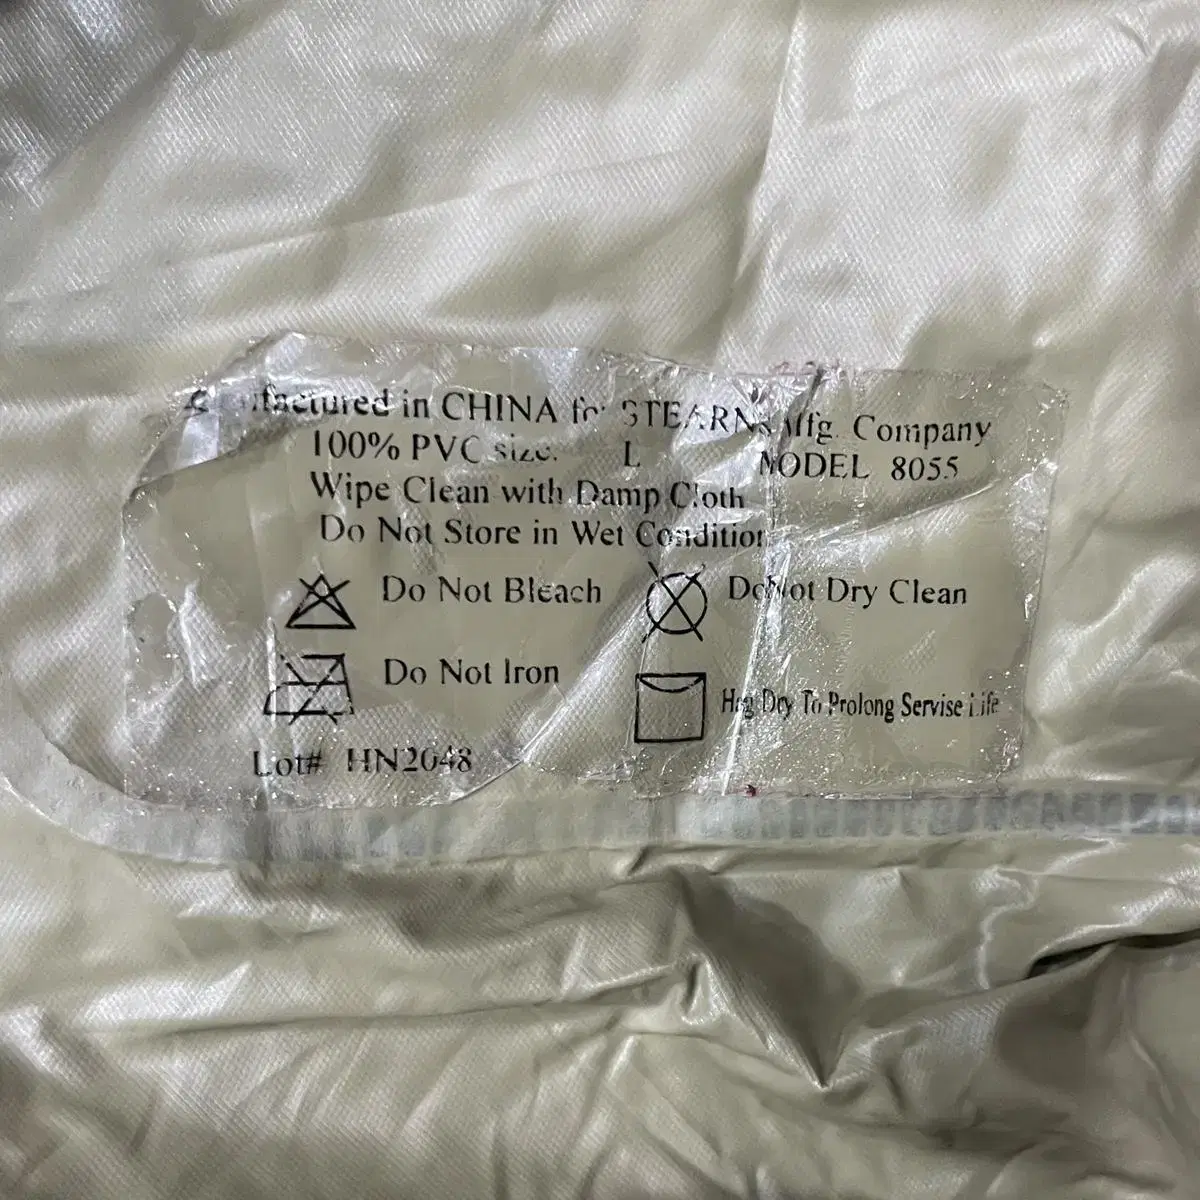 Manufactured in CHINA for STEARNS Mfg. Company
100% PVC size: L MODEL 8055
Wipe Clean with Damp Cloth
Do Not Store in Wet Condition
Do Not Bleach
Do Not Dry Clean
Do Not Iron
Hag Dry To Prolong Servise Life
Lot# HN2048